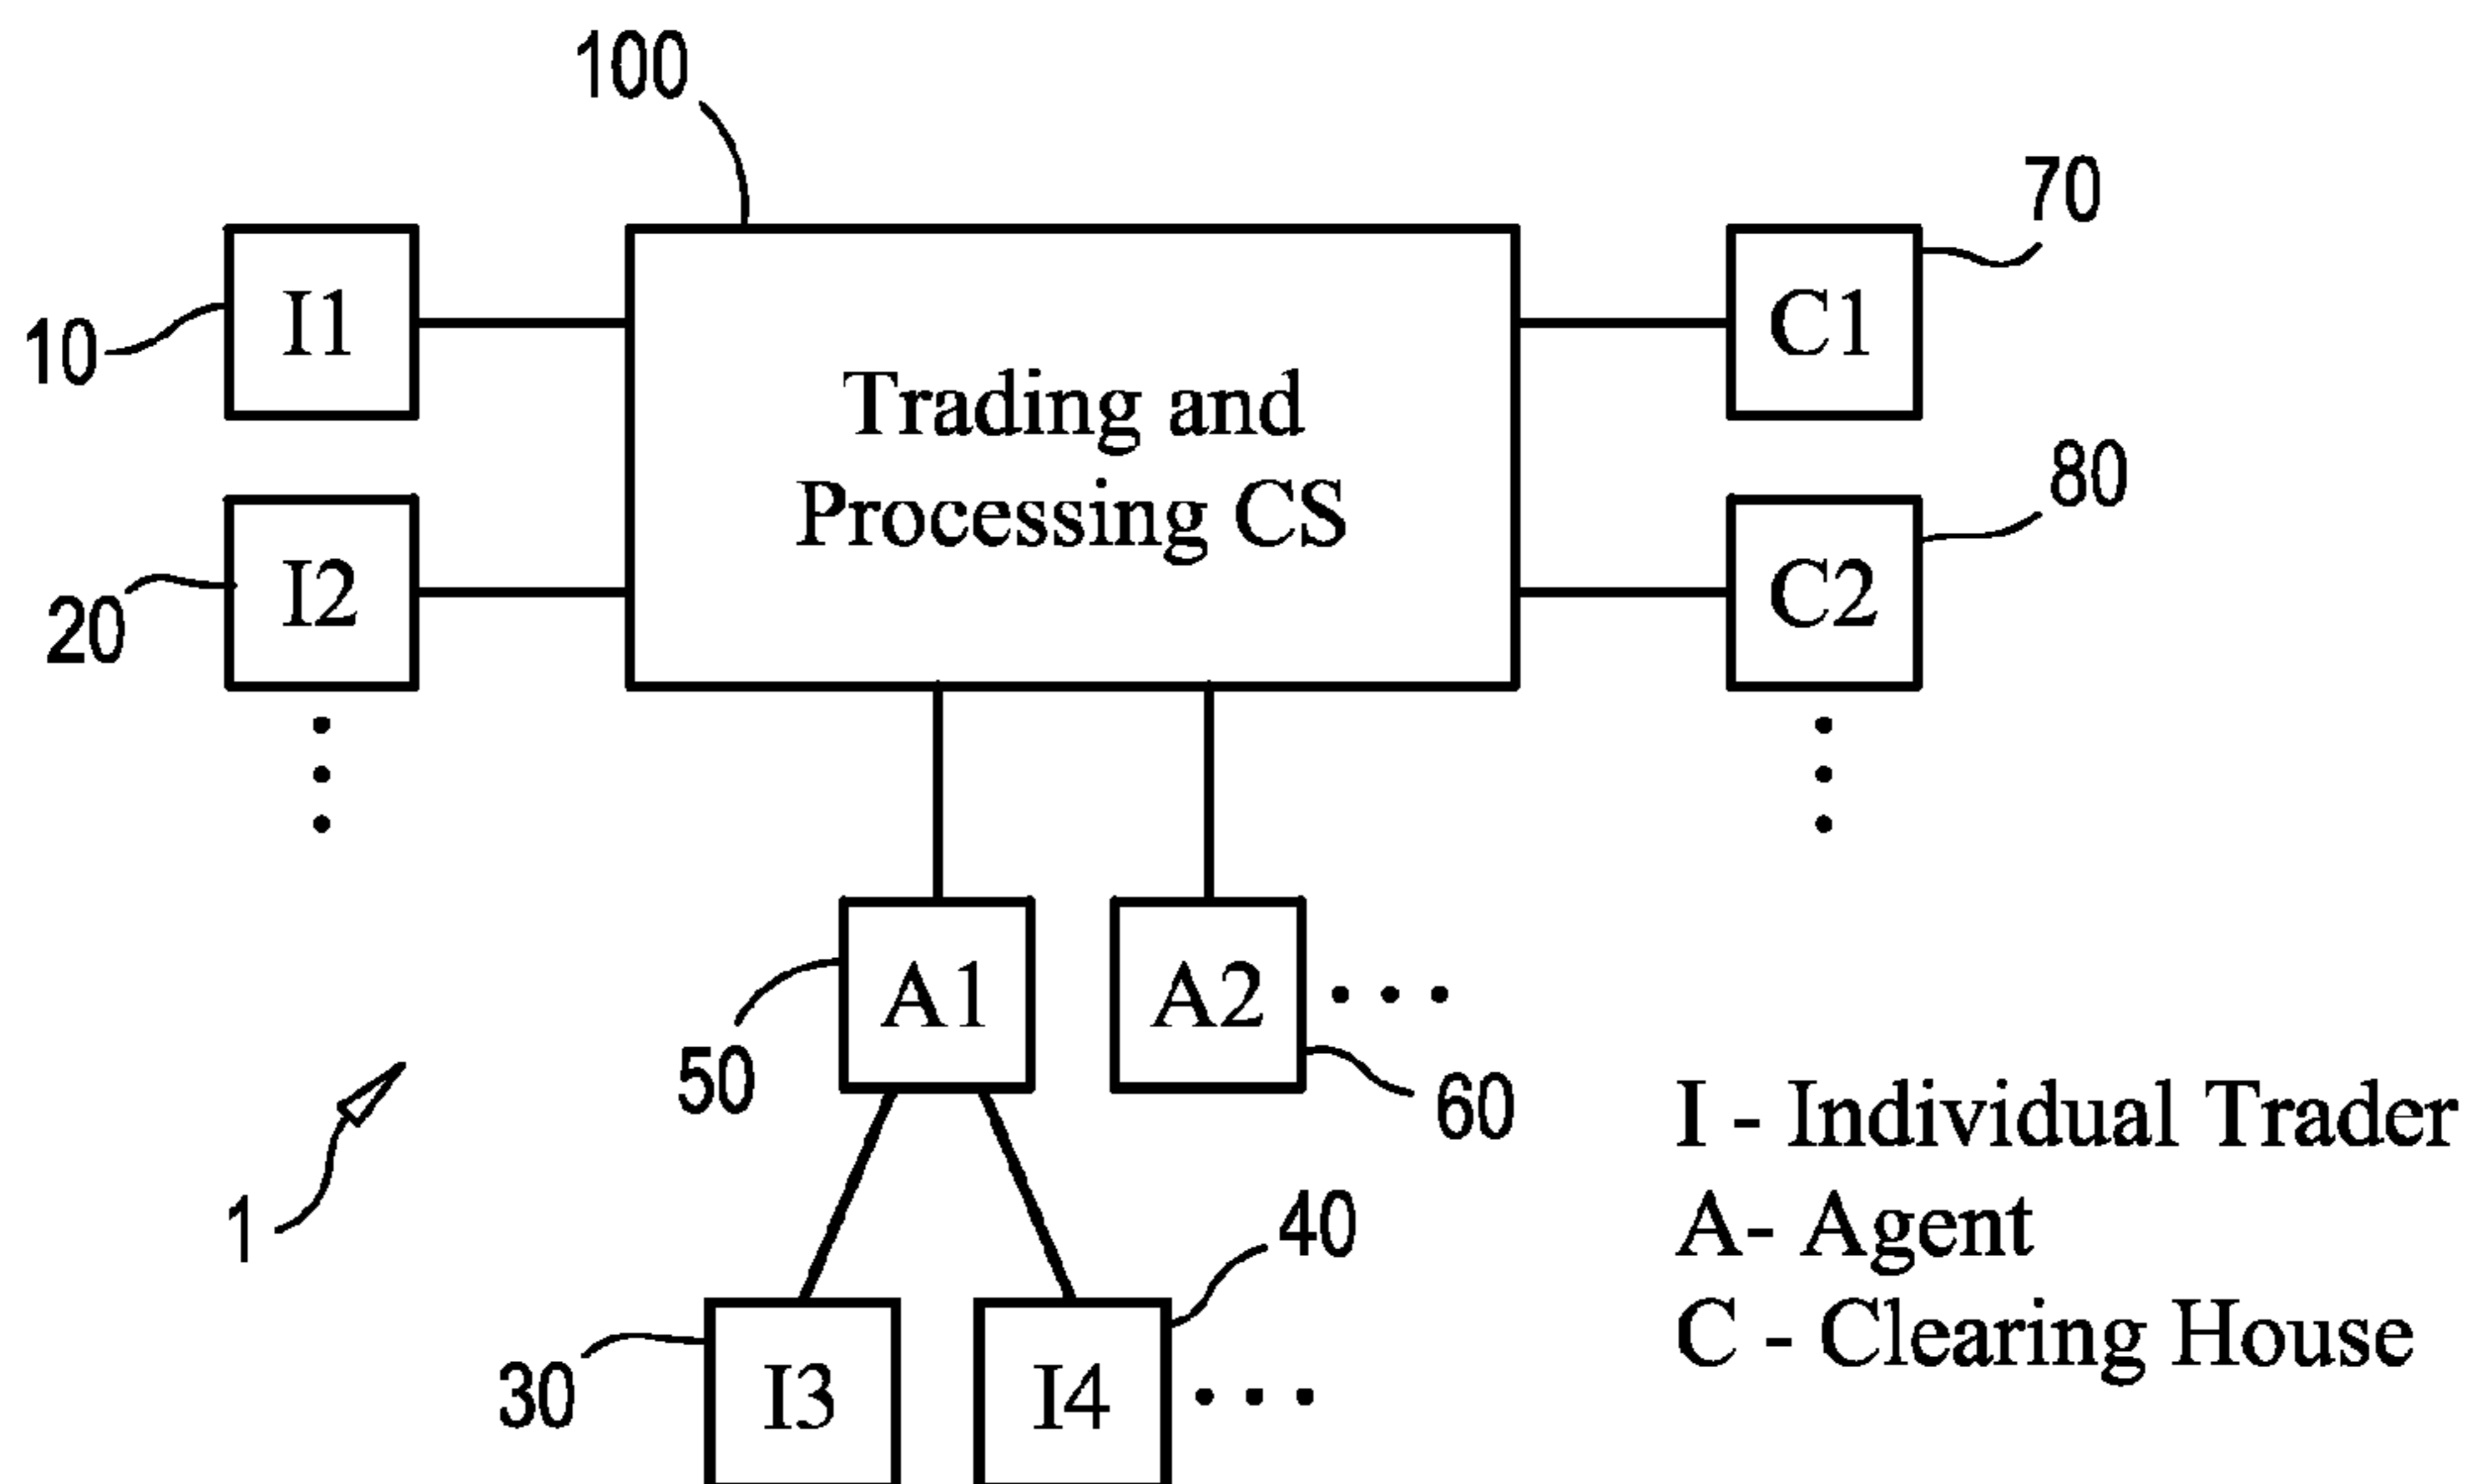 100
70
I1
C1
10
Trading and
Processing CS
80
I2
C2
20
A1
A2
50
60
I - Individual Trader
1
40
A- Agent
C - Clearing House
30
I3
I4